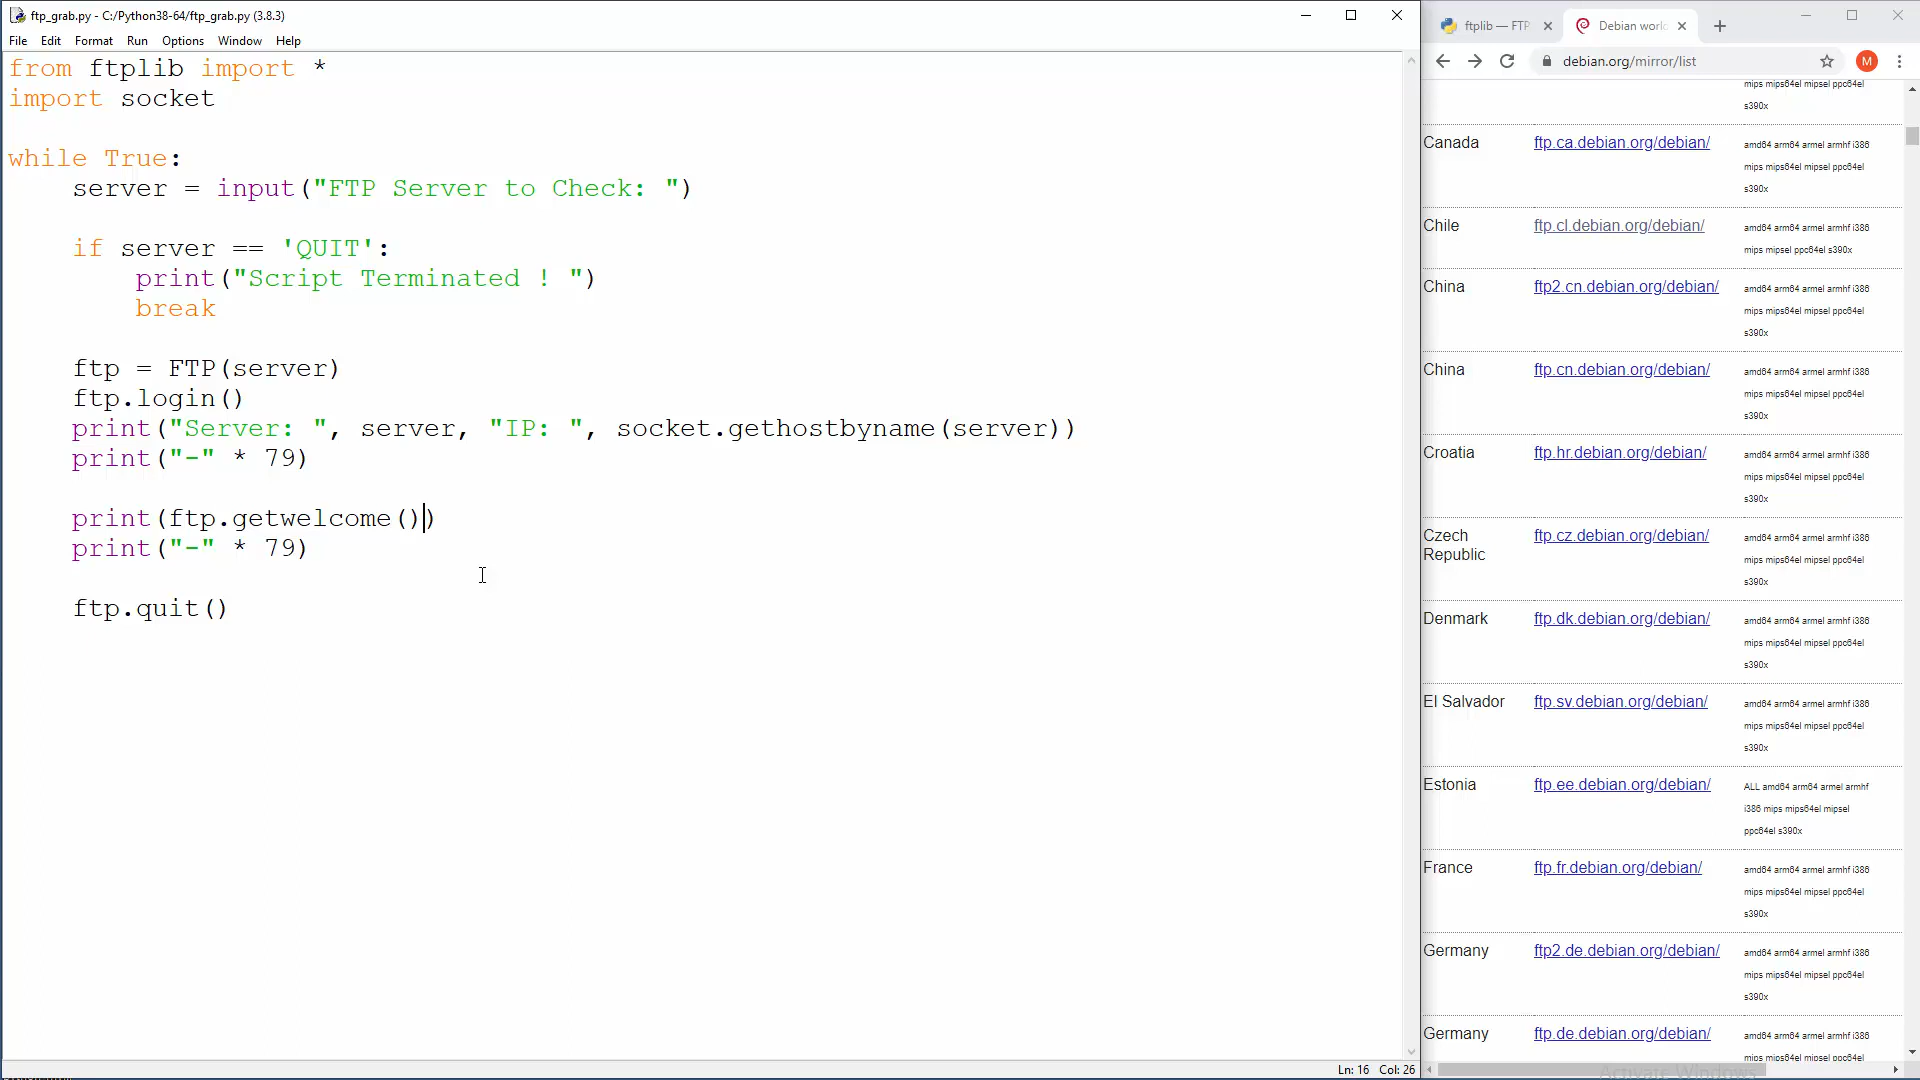 ftp_grab.py - C:/Python38-64/ftp_grab.py (3.8.3)
File Edit Format Run Options Window Help
from ftplib import *
import socket
while True:
server = input("FTP Server to Check: ")
if server == 'QUIT':
print("Script Terminated ! ")
break
ftp = FTP(server)
ftp.login()
print("Server: ", server, "IP: ", socket.gethostbyname(server))
print("-" * 79)
print(ftp.getwelcome())
print("-" * 79)
ftp.quit()
Ln: 16 Col: 26
ftplib — FTP
Debian worl
debian.org/mirror/list
M
mips mips64el mipsel ppc64el
s390x
Canada ftp.ca.debian.org/debian/ amd64 arm64 armel armhf i386
mips mips64el mipsel ppc64el
s390x
Chile ftp.cl.debian.org/debian/ amd64 arm64 armel armhf i386
mips mipsel ppc64el s390x
China ftp2.cn.debian.org/debian/ amd64 arm64 armel armhf i386
mips mips64el mipsel ppc64el
s390x
China ftp.cn.debian.org/debian/ amd64 arm64 armel armhf i386
mips mips64el mipsel ppc64el
s390x
Croatia ftp.hr.debian.org/debian/ amd64 arm64 armel armhf i386
mips mips64el mipsel ppc64el
s390x
Czech ftp.cz.debian.org/debian/ amd64 arm64 armel armhf i386
Republic mips mips64el mipsel ppc64el
s390x
Denmark ftp.dk.debian.org/debian/ amd64 arm64 armel armhf i386
mips mips64el mipsel ppc64el
s390x
El Salvador ftp.sv.debian.org/debian/ amd64 arm64 armel armhf i386
mips mips64el mipsel ppc64el
s390x
Estonia ftp.ee.debian.org/debian/ ALL amd64 arm64 armel armhf
i386 mips mips64el mipsel
ppc64el s390x
France ftp.fr.debian.org/debian/ amd64 arm64 armel armhf i386
mips mips64el mipsel ppc64el
s390x
Germany ftp2.de.debian.org/debian/ amd64 arm64 armel armhf i386
mips mips64el mipsel ppc64el
s390x
Germany ftp.de.debian.org/debian/ amd64 arm64 armel armhf i386
mips mips64el mipsel ppc64el
Activate Windows